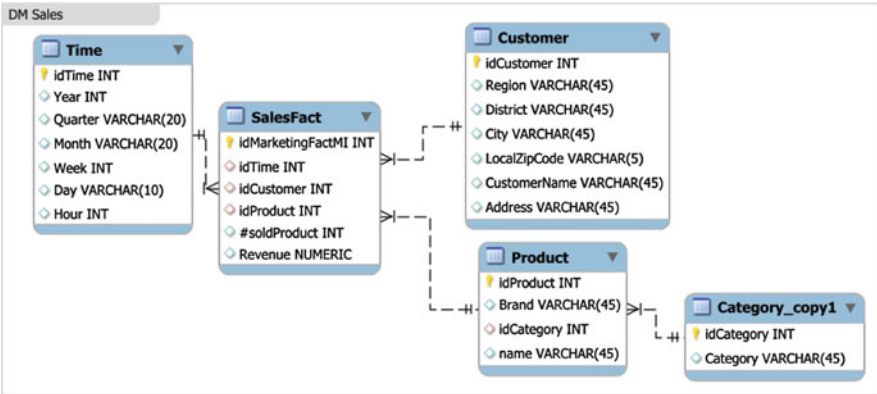 DM Sales
Time
idTime INT
Year INT
Quarter VARCHAR(20)
Month VARCHAR(20)
Week INT
Day VARCHAR(10)
Hour INT
SalesFact
idMarketingFactMI INT
idTime INT
idCustomer INT
idProduct INT
#soldProduct INT
Revenue NUMERIC
Customer
idCustomer INT
Region VARCHAR(45)
District VARCHAR(45)
City VARCHAR(45)
LocalZipCode VARCHAR(5)
CustomerName VARCHAR(45)
Address VARCHAR(45)
Product
idProduct INT
Brand VARCHAR(45)
idCategory INT
name VARCHAR(45)
Category_copy1
idCategory INT
Category VARCHAR(45)